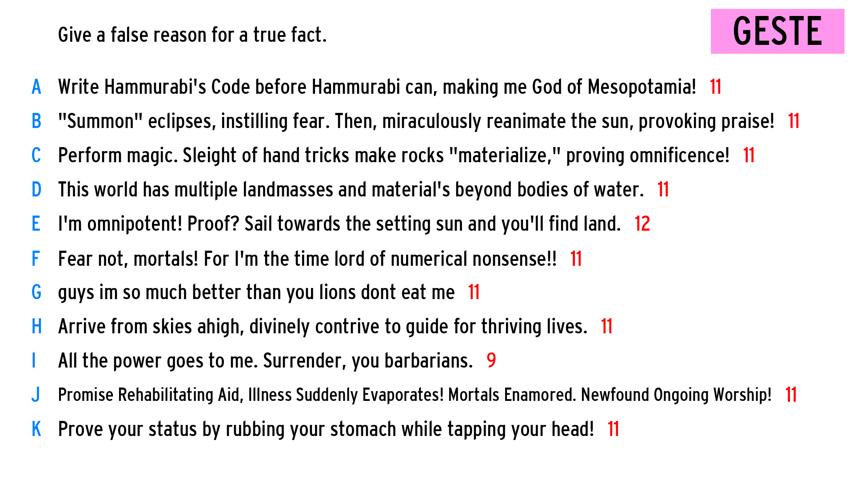 Give a false reason for a true fact.
GESTE
A Write Hammurabi's Code before Hammurabi can, making me God of Mesopotamia! 11
B "Summon" eclipses, instilling fear. Then, miraculously reanimate the sun, provoking praise! 11
C Perform magic. Sleight of hand tricks make rocks "materialize," proving omnificence! 11
D This world has multiple landmasses and material's beyond bodies of water. 11
E I'm omnipotent! Proof? Sail towards the setting sun and you'll find land. 12
F Fear not, mortals! For I'm the time lord of numerical nonsense!! 11
G guys im so much better than you lions dont eat me 11
H Arrive from skies ahigh, divinely contrive to guide for thriving lives. 11
I All the power goes to me. Surrender, you barbarians. 9
J Promise Rehabilitating Aid, Illness Suddenly Evaporates! Mortals Enamored. Newfound Ongoing Worship! 11
K Prove your status by rubbing your stomach while tapping your head! 11